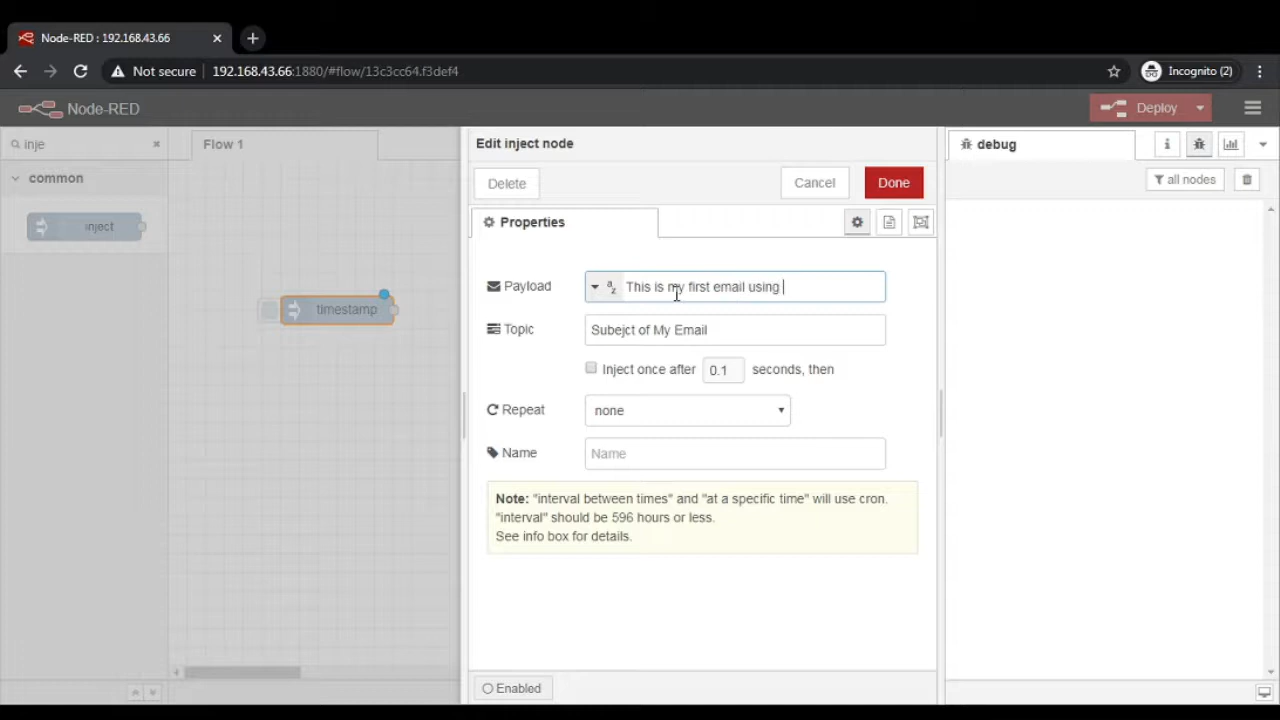 Node-RED : 192.168.43.66
Not secure
192.168.43.66:1880/#flow/13c3cc64.f3def4
Incognito (2)
Node-RED
Deploy
inje
Flow 1
Edit inject node
debug
common
Delete
Cancel
Done
all nodes
inject
Properties
Payload
a z
This is my first email using
timestamp
Topic
Subejct of My Email
Inject once after
0.1
seconds, then
Repeat
none
Name
Name
Note: "interval between times" and "at a specific time" will use cron.
"interval" should be 596 hours or less.
See info box for details.
Enabled